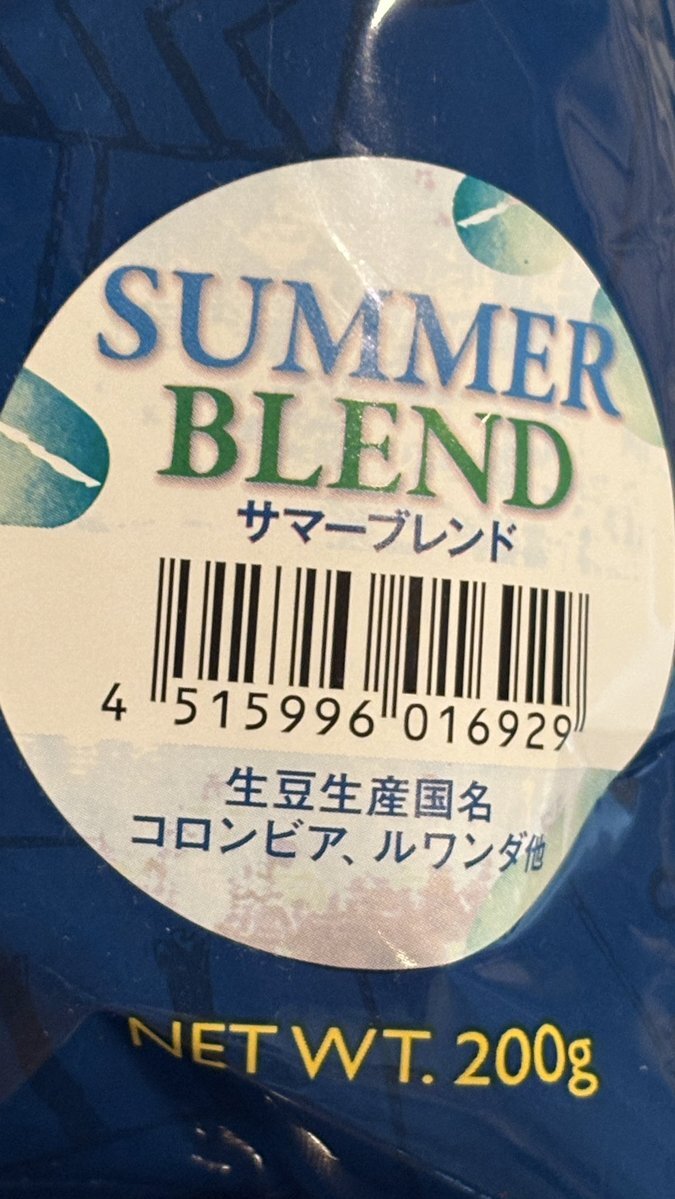 SUMMER
BLEND
サマーブレンド
4 515996 016929
生豆生産国名
コロンビア、ルワンダ他
NET WT. 200g